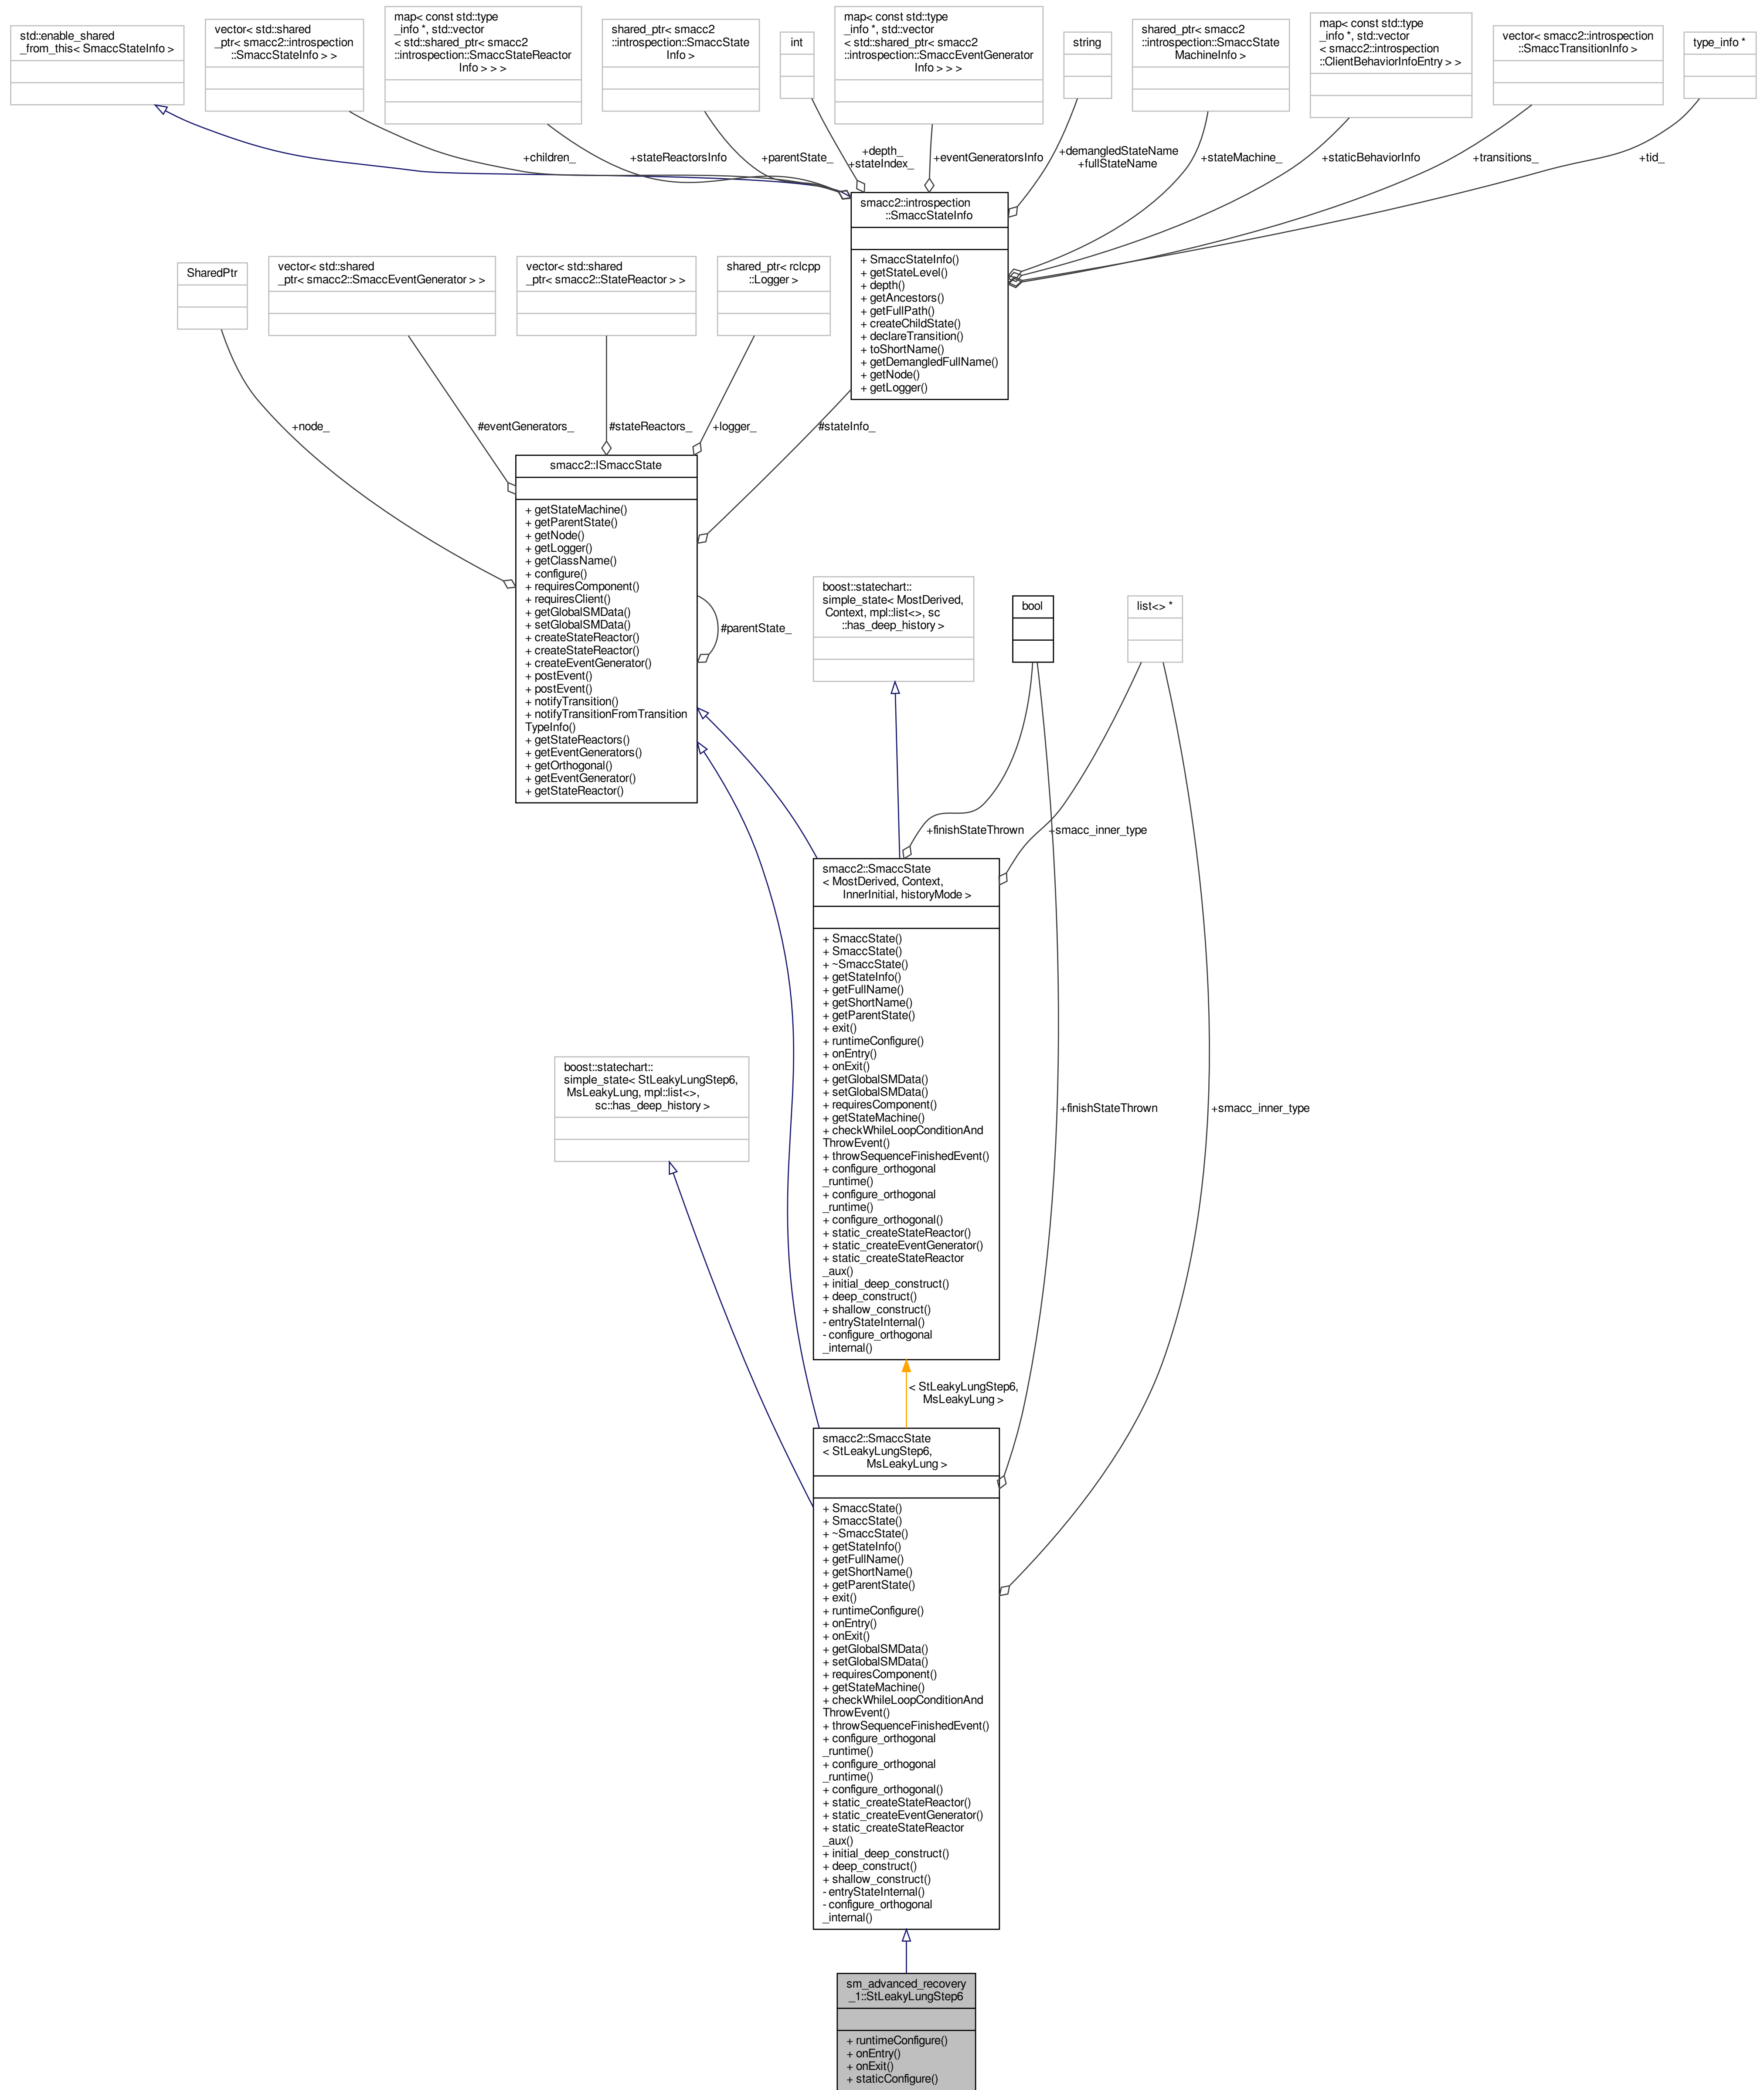 std::enable_shared
_from_this< SmaccStateInfo >
vector< std::shared
_ptr< smacc2::introspection
::SmaccStateInfo > >
map< const std::type
_info *, std::vector
< std::shared_ptr< smacc2
::introspection::SmaccStateReactor
Info > > >
shared_ptr< smacc2
::introspection::SmaccState
Info >
int
map< const std::type
_info *, std::vector
< std::shared_ptr< smacc2
::introspection::SmaccEventGenerator
Info > > >
string
shared_ptr< smacc2
::introspection::SmaccState
MachineInfo >
map< const std::type
_info *, std::vector
< smacc2::introspection
::ClientBehaviorInfoEntry > >
vector< smacc2::introspection
::SmaccTransitionInfo >
type_info *
+children_
+stateReactorsInfo
+parentState_
+depth_
+stateIndex_
+eventGeneratorsInfo
+demangledStateName
+fullStateName
+stateMachine_
+staticBehaviorInfo
+transitions_
+tid_
smacc2::introspection
::SmaccStateInfo
+ SmaccStateInfo()
+ getStateLevel()
+ depth()
+ getAncestors()
+ getFullPath()
+ createChildState()
+ declareTransition()
+ toShortName()
+ getDemangledFullName()
+ getNode()
+ getLogger()
SharedPtr
vector< std::shared
_ptr< smacc2::SmaccEventGenerator > >
vector< std::shared
_ptr< smacc2::StateReactor > >
shared_ptr< rclcpp
::Logger >
+node_
#eventGenerators_
#stateReactors_
+logger_
#stateInfo_
smacc2::ISmaccState
+ getStateMachine()
+ getParentState()
+ getNode()
+ getLogger()
+ getClassName()
+ configure()
+ requiresComponent()
+ requiresClient()
+ getGlobalSMData()
+ setGlobalSMData()
+ createStateReactor()
+ createStateReactor()
+ createEventGenerator()
+ postEvent()
+ postEvent()
+ notifyTransition()
+ notifyTransitionFromTransition
TypeInfo()
+ getStateReactors()
+ getEventGenerators()
+ getOrthogonal()
+ getEventGenerator()
+ getStateReactor()
#parentState_
boost::statechart::
simple_state< MostDerived,
Context, mpl::list<>, sc
::has_deep_history >
bool
list<> *
+finishStateThrown
+smacc_inner_type
smacc2::SmaccState
< MostDerived, Context,
InnerInitial, historyMode >
+ SmaccState()
+ SmaccState()
+ ~SmaccState()
+ getStateInfo()
+ getFullName()
+ getShortName()
+ getParentState()
+ exit()
+ runtimeConfigure()
+ onEntry()
+ onExit()
+ getGlobalSMData()
+ setGlobalSMData()
+ requiresComponent()
+ getStateMachine()
+ checkWhileLoopConditionAnd
ThrowEvent()
+ throwSequenceFinishedEvent()
+ configure_orthogonal
_runtime()
+ configure_orthogonal
_runtime()
+ configure_orthogonal()
+ static_createStateReactor()
+ static_createEventGenerator()
+ static_createStateReactor
_aux()
+ initial_deep_construct()
+ deep_construct()
+ shallow_construct()
- entryStateInternal()
- configure_orthogonal
_internal()
boost::statechart::
simple_state< StLeakyLungStep6,
MsLeakyLung, mpl::list<>,
sc::has_deep_history >
+finishStateThrown
+smacc_inner_type
< StLeakyLungStep6,
MsLeakyLung >
smacc2::SmaccState
< StLeakyLungStep6,
MsLeakyLung >
+ SmaccState()
+ SmaccState()
+ ~SmaccState()
+ getStateInfo()
+ getFullName()
+ getShortName()
+ getParentState()
+ exit()
+ runtimeConfigure()
+ onEntry()
+ onExit()
+ getGlobalSMData()
+ setGlobalSMData()
+ requiresComponent()
+ getStateMachine()
+ checkWhileLoopConditionAnd
ThrowEvent()
+ throwSequenceFinishedEvent()
+ configure_orthogonal
_runtime()
+ configure_orthogonal
_runtime()
+ configure_orthogonal()
+ static_createStateReactor()
+ static_createEventGenerator()
+ static_createStateReactor
_aux()
+ initial_deep_construct()
+ deep_construct()
+ shallow_construct()
- entryStateInternal()
- configure_orthogonal
_internal()
sm_advanced_recovery
_1::StLeakyLungStep6
+ runtimeConfigure()
+ onEntry()
+ onExit()
+ staticConfigure()